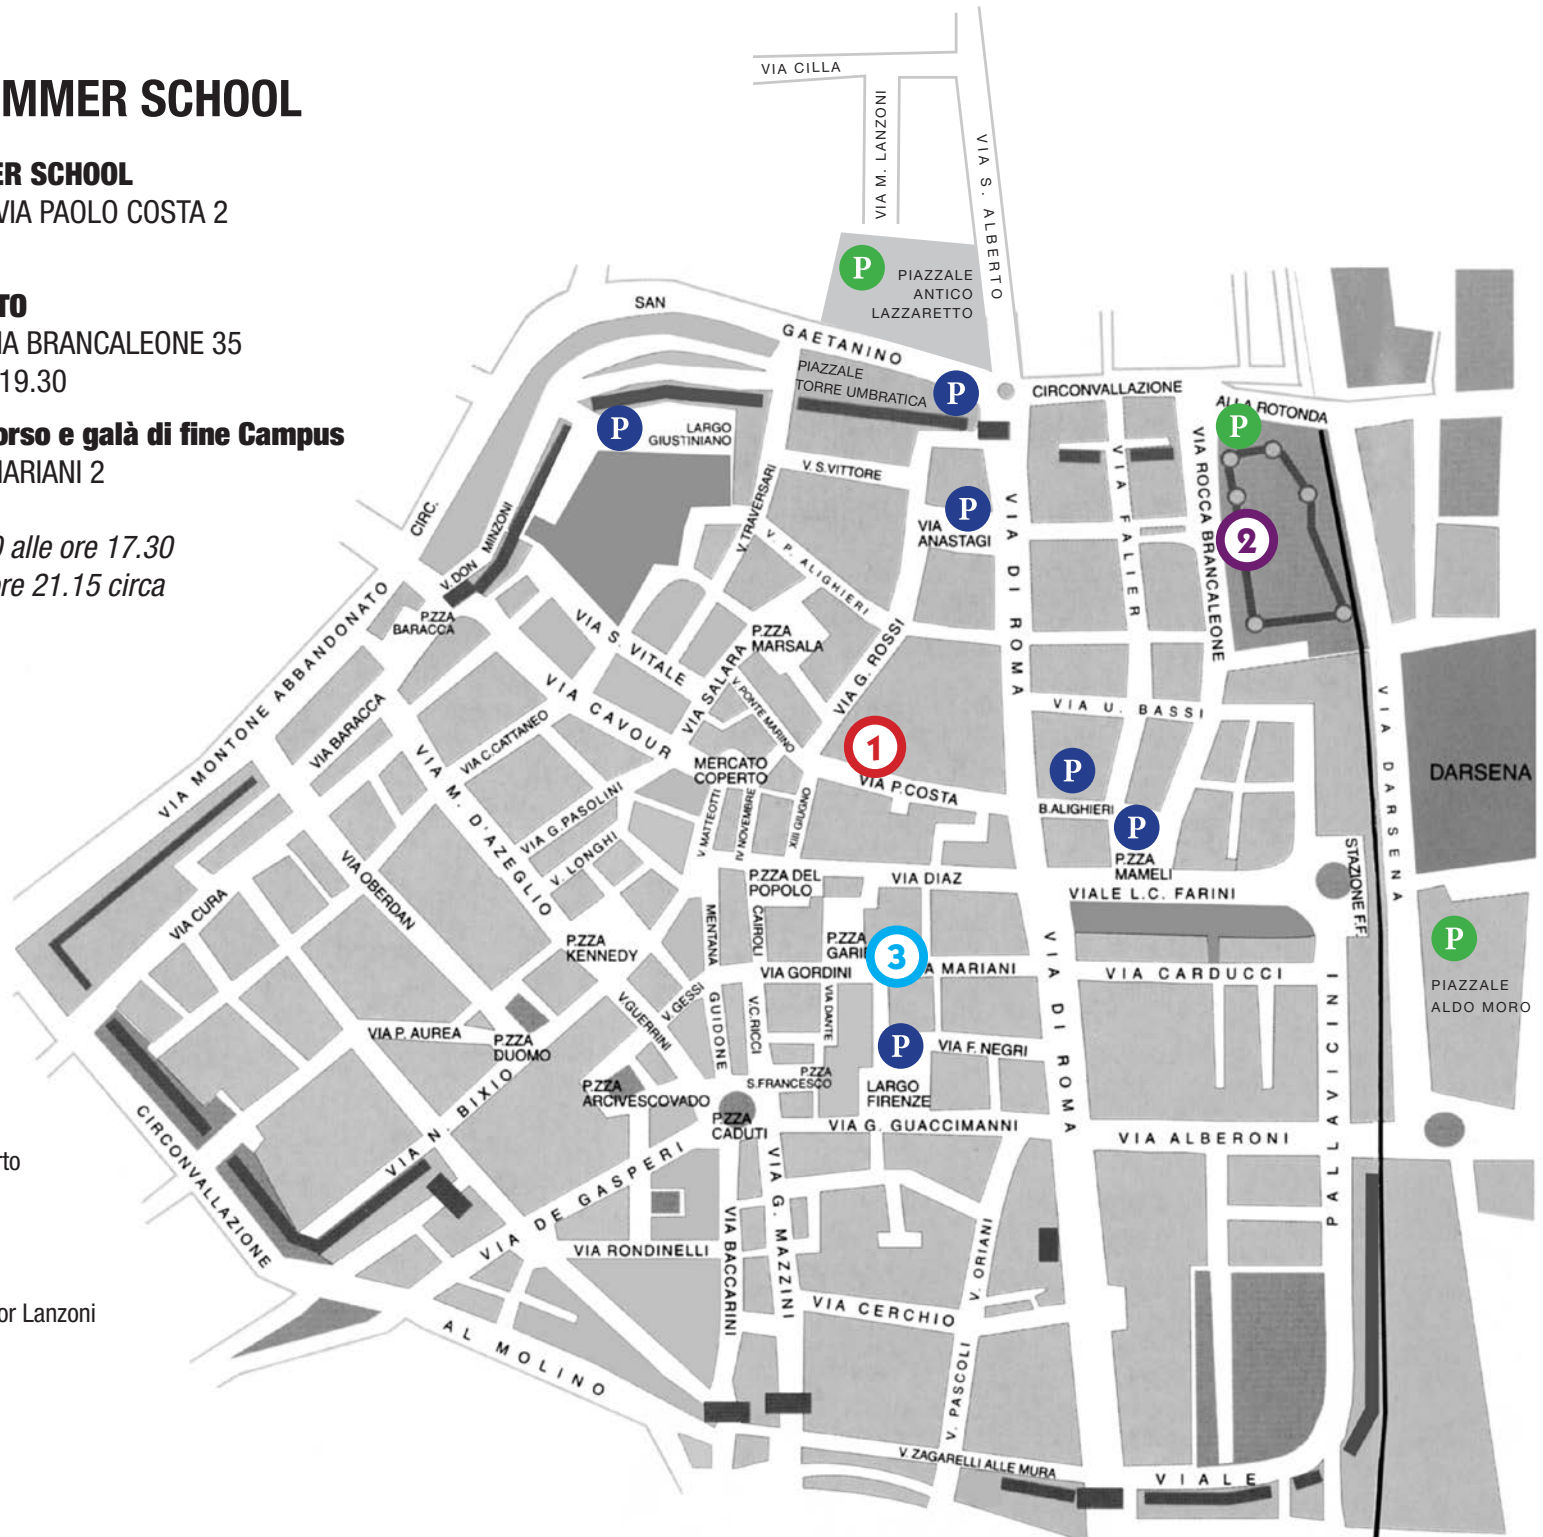 MMER SCHOOL
ER SCHOOL
VIA PAOLO COSTA 2
TO
IA BRANCALEONE 35
19.30
orso e galà di fine Campus
MARIANI 2
0 alle ore 17.30
ore 21.15 circa
rto
or Lanzoni
VIA CILLA
VIA M. LANZONI
VIA S. ALBERTO
P
PIAZZALE
ANTICO
LAZZARETTO
SAN
GAETANINO
PIAZZALE
TORRE UMBRATICA
P
CIRCONVALLAZIONE
ALLA ROTONDA
P
P
LARGO
GIUSTINIANO
V. S.VITTORE
V. TRAVERSARI
P
VIA
ANASTAGI
VIA DI ROMA
VIA FALIER
VIA ROCCA BRANCALEONE
2
CIRC.
V. DON
MINZONI
P.ZZA
BARACCA
V. P. ALIGHIERI
VIA MONTONE ABBANDONATO
VIA S. VITALE
P.ZZA
MARSALA
VIA G. ROSSI
VIA SALARA
V. PONTE MARINO
VIA CAVOUR
VIA BARACCA
VIA C.CATTANEO
VIA M. D'AZEGLIO
MERCATO
COPERTO
1
VIA P.COSTA
VIA U. BASSI
P
B.ALIGHIERI
P
P.ZZA
MAMELI
VIA DARSENA
DARSENA
VIA G.PASOLINI
V. LONGHI
V. MATTEOTTI
IV NOVEMBRE
XIII GIUGNO
VIA OBERDAN
VIA CURA
P.ZZA DEL
POPOLO
VIA DIAZ
VIALE L.C. FARINI
STAZIONE F.F
P.ZZA
KENNEDY
MENTANA
CAIROLI
P.ZZA
GARI
3
A MARIANI
VIA GORDINI
VIA DI ROMA
VIA CARDUCCI
P
PIAZZALE
ALDO MORO
VIA P. AUREA
P.ZZA
DUOMO
V.GUERRINI
V. GESSI
GUIDONE
V.C.RICCI
VIA DANTE
P
VIA F. NEGRI
P.ZZA
S.FRANCESCO
LARGO
FIRENZE
P.ZZA
ARCIVESCOVADO
P.ZZA
CADUTI
VIA G. GUACCIMANNI
VIA ALBERONI
PALLAVICINI
CIRCONVALLAZIONE
VIA N. BIXIO
VIA DE GASPERI
VIA RONDINELLI
VIA BACCARINI
VIA G. MAZZINI
VIA CERCHIO
V. ORIANI
V. PASCOLI
AL MOLINO
V. ZAGARELLI ALLE MURA
VIALE